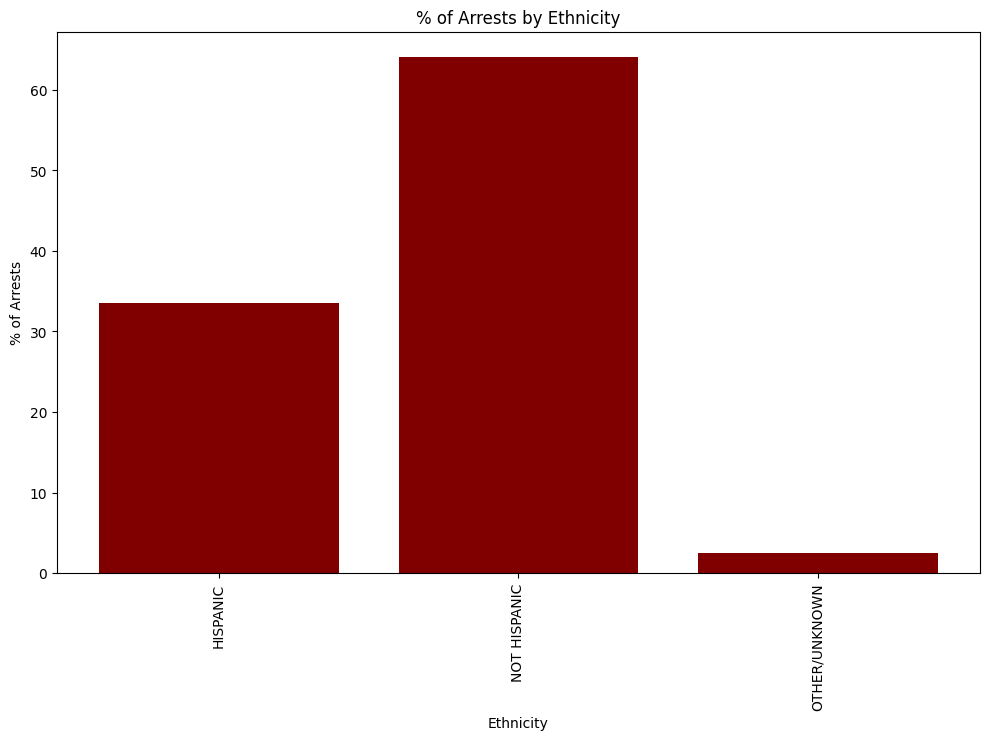 % of Arrests by Ethnicity
% of Arrests
60
50
40
30
20
10
0
HISPANIC
NOT HISPANIC
OTHER/UNKNOWN
Ethnicity